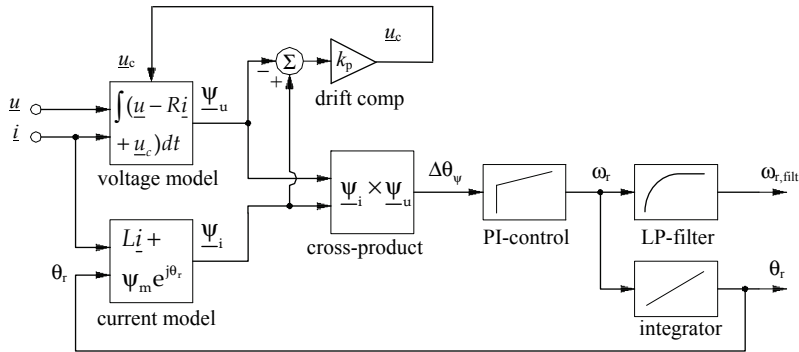 u_c
u_c
k_p
− Σ
+
drift comp
u
i
∫(u − Ri
+ u_c)dt
Ψ_u
voltage model
Ψ_i × Ψ_u
cross-product
Δθ_ψ
PI-control
ω_r
LP-filter
ω_r,filt
θ_r
Li +
ψ_m e^jθ_r
Ψ_i
current model
integrator
θ_r